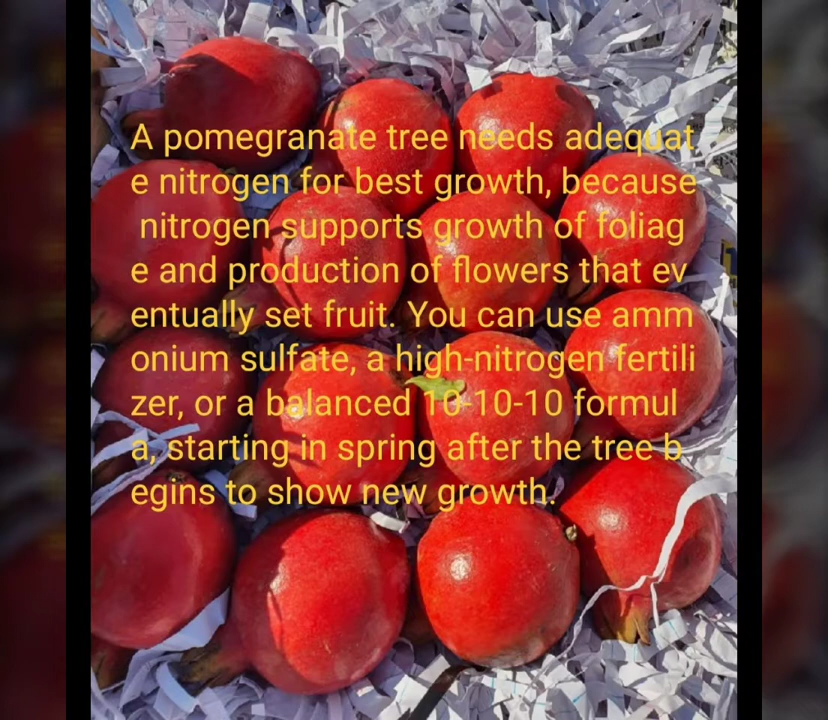 A pomegranate tree needs adequat
e nitrogen for best growth, because
nitrogen supports growth of foliag
e and production of flowers that ev
entually set fruit. You can use amm
onium sulfate, a high-nitrogen fertili
zer, or a balanced 10-10-10 formul
a, starting in spring after the tree b
egins to show new growth.